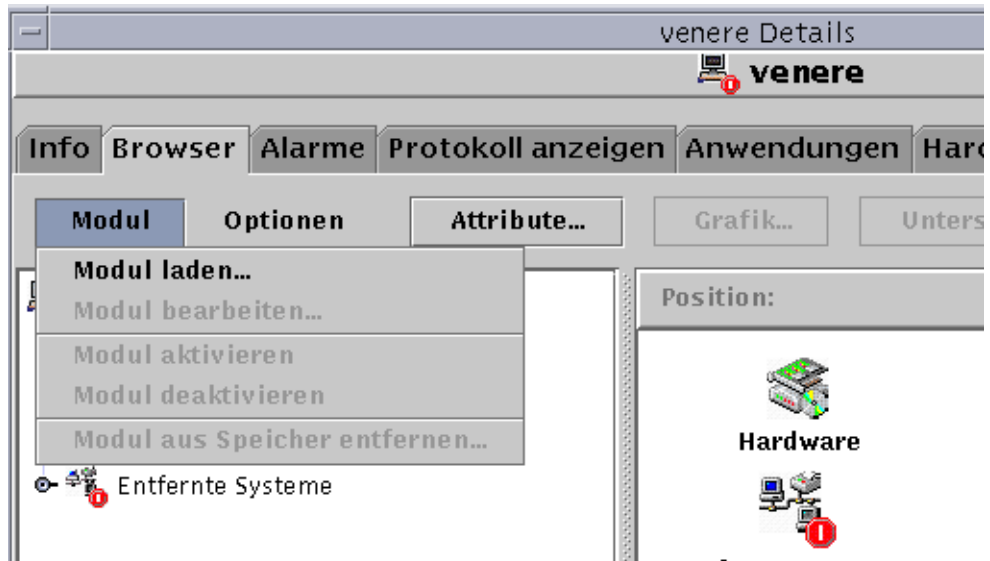 venere Details
venere
Info Browser Alarme Protokoll anzeigen Anwendungen
Modul Optionen Attribute... Grafik...
Modul laden...
Modul bearbeiten...
Modul aktivieren
Modul deaktivieren
Modul aus Speicher entfernen...
Entfernte Systeme
Position:
Hardware